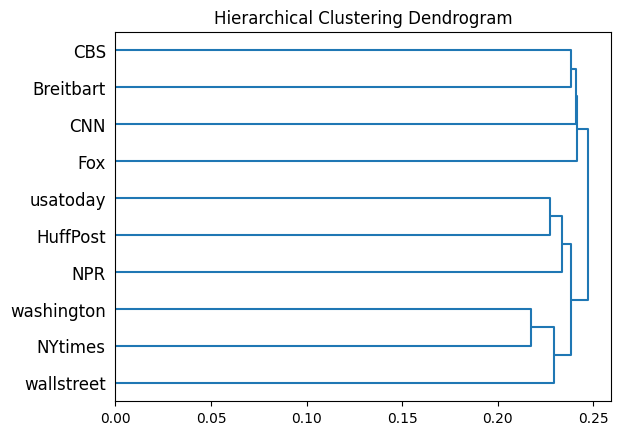 Hierarchical Clustering Dendrogram
CBS
Breitbart
CNN
Fox
usatoday
HuffPost
NPR
washington
NYtimes
wallstreet
0.00 0.05 0.10 0.15 0.20 0.25